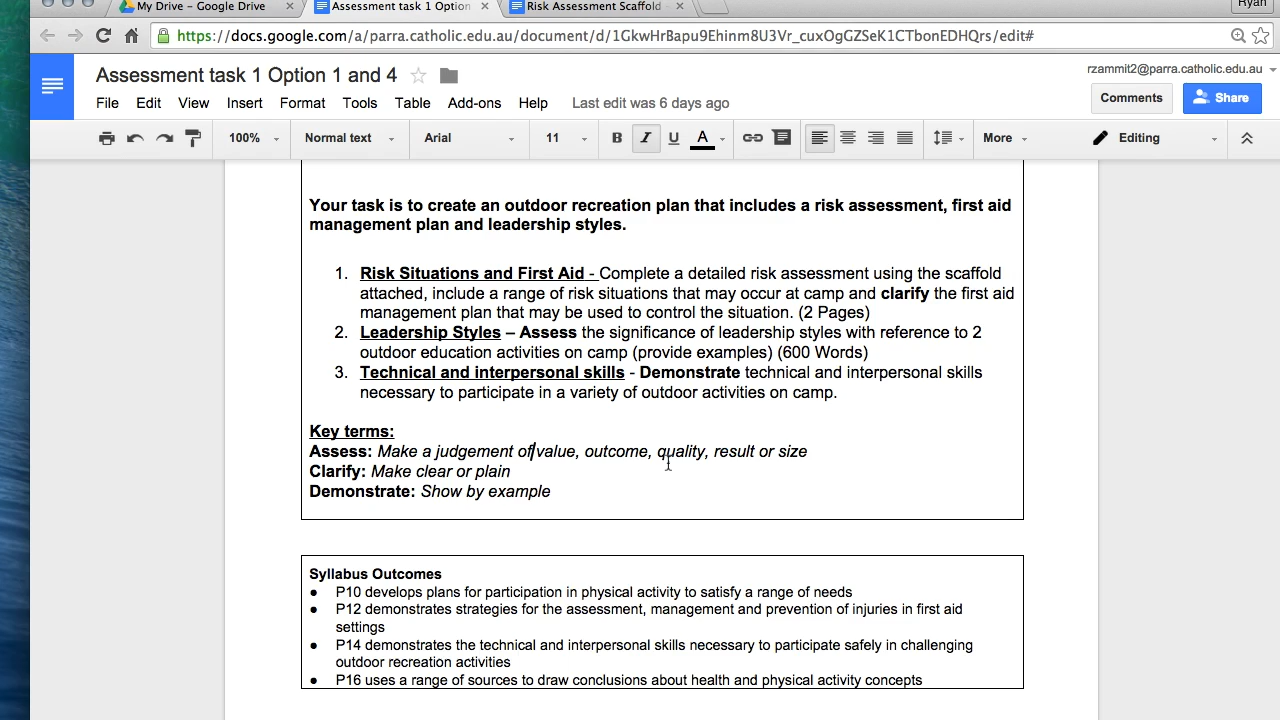 My Drive – Google Drive × Assessment task 1 Option × Risk Assessment Scaffold × Ryan
https://docs.google.com/a/parra.catholic.edu.au/document/d/1GkwHrBapu9Ehinm8U3Vr_cuxOgGZSeK1CTbonEDHQrs/edit#
Assessment task 1 Option 1 and 4
rzammit2@parra.catholic.edu.au
File Edit View Insert Format Tools Table Add-ons Help Last edit was 6 days ago
Comments Share
100% Normal text Arial 11 B I U A More Editing
Your task is to create an outdoor recreation plan that includes a risk assessment, first aid
management plan and leadership styles.
1. Risk Situations and First Aid - Complete a detailed risk assessment using the scaffold
attached, include a range of risk situations that may occur at camp and clarify the first aid
management plan that may be used to control the situation. (2 Pages)
2. Leadership Styles – Assess the significance of leadership styles with reference to 2
outdoor education activities on camp (provide examples) (600 Words)
3. Technical and interpersonal skills - Demonstrate technical and interpersonal skills
necessary to participate in a variety of outdoor activities on camp.
Key terms:
Assess: Make a judgement of value, outcome, quality, result or size
Clarify: Make clear or plain
Demonstrate: Show by example
Syllabus Outcomes
● P10 develops plans for participation in physical activity to satisfy a range of needs
● P12 demonstrates strategies for the assessment, management and prevention of injuries in first aid
settings
● P14 demonstrates the technical and interpersonal skills necessary to participate safely in challenging
outdoor recreation activities
● P16 uses a range of sources to draw conclusions about health and physical activity concepts